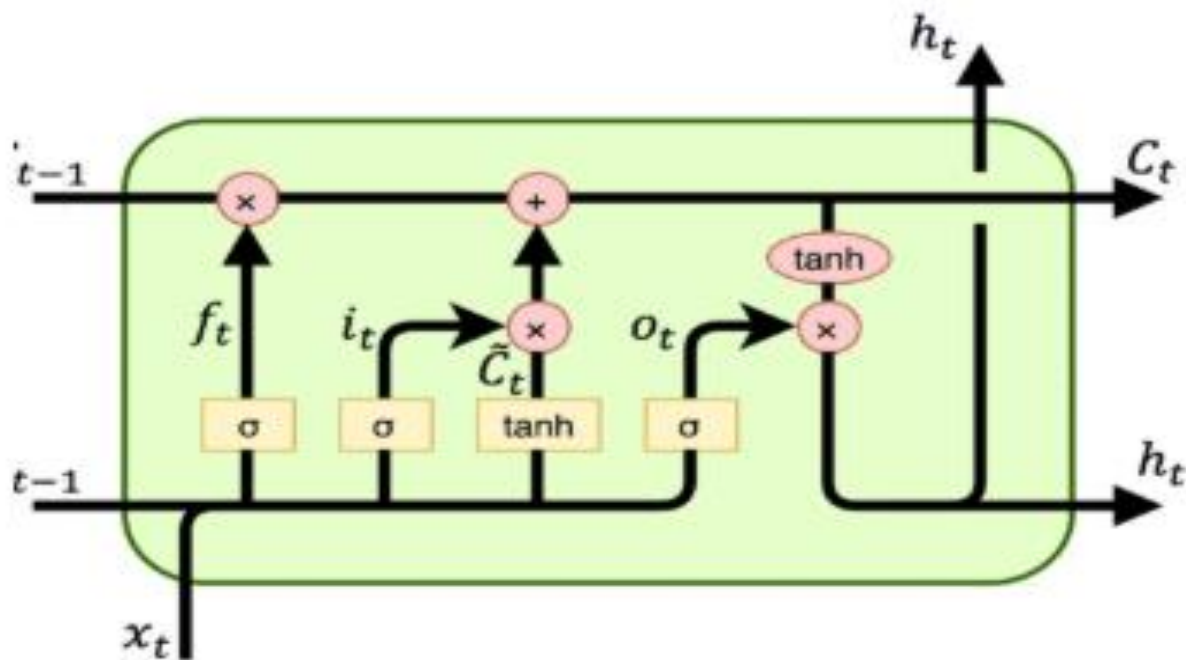 h_t
t−1
C_t
×
+
tanh
f_t
i_t
×
o_t
×
C̃_t
σ
σ
tanh
σ
t−1
h_t
x_t